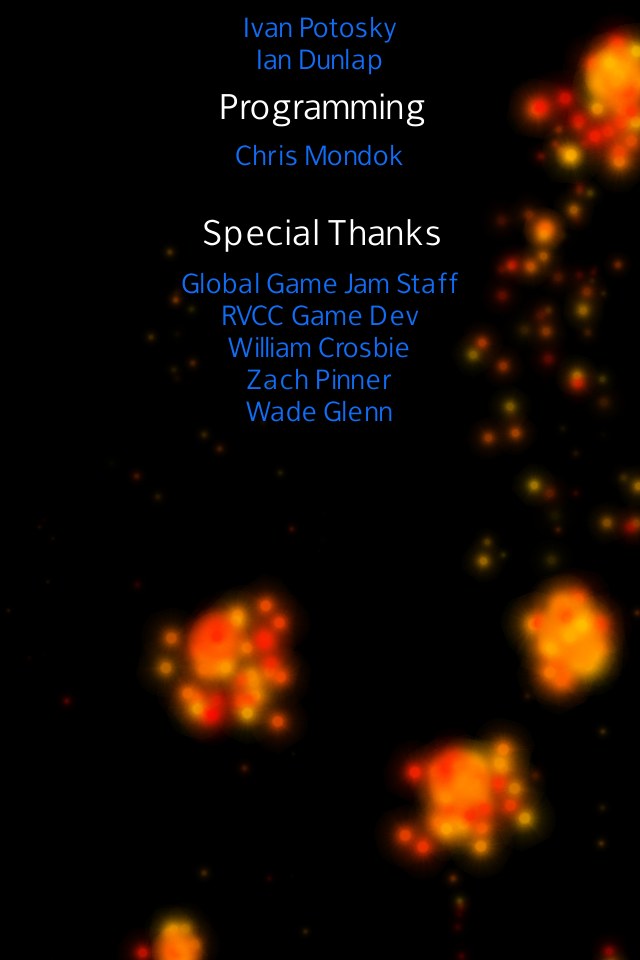 Ivan Potosky
Ian Dunlap
Programming
Chris Mondok
Special Thanks
Global Game Jam Staff
RVCC Game Dev
William Crosbie
Zach Pinner
Wade Glenn